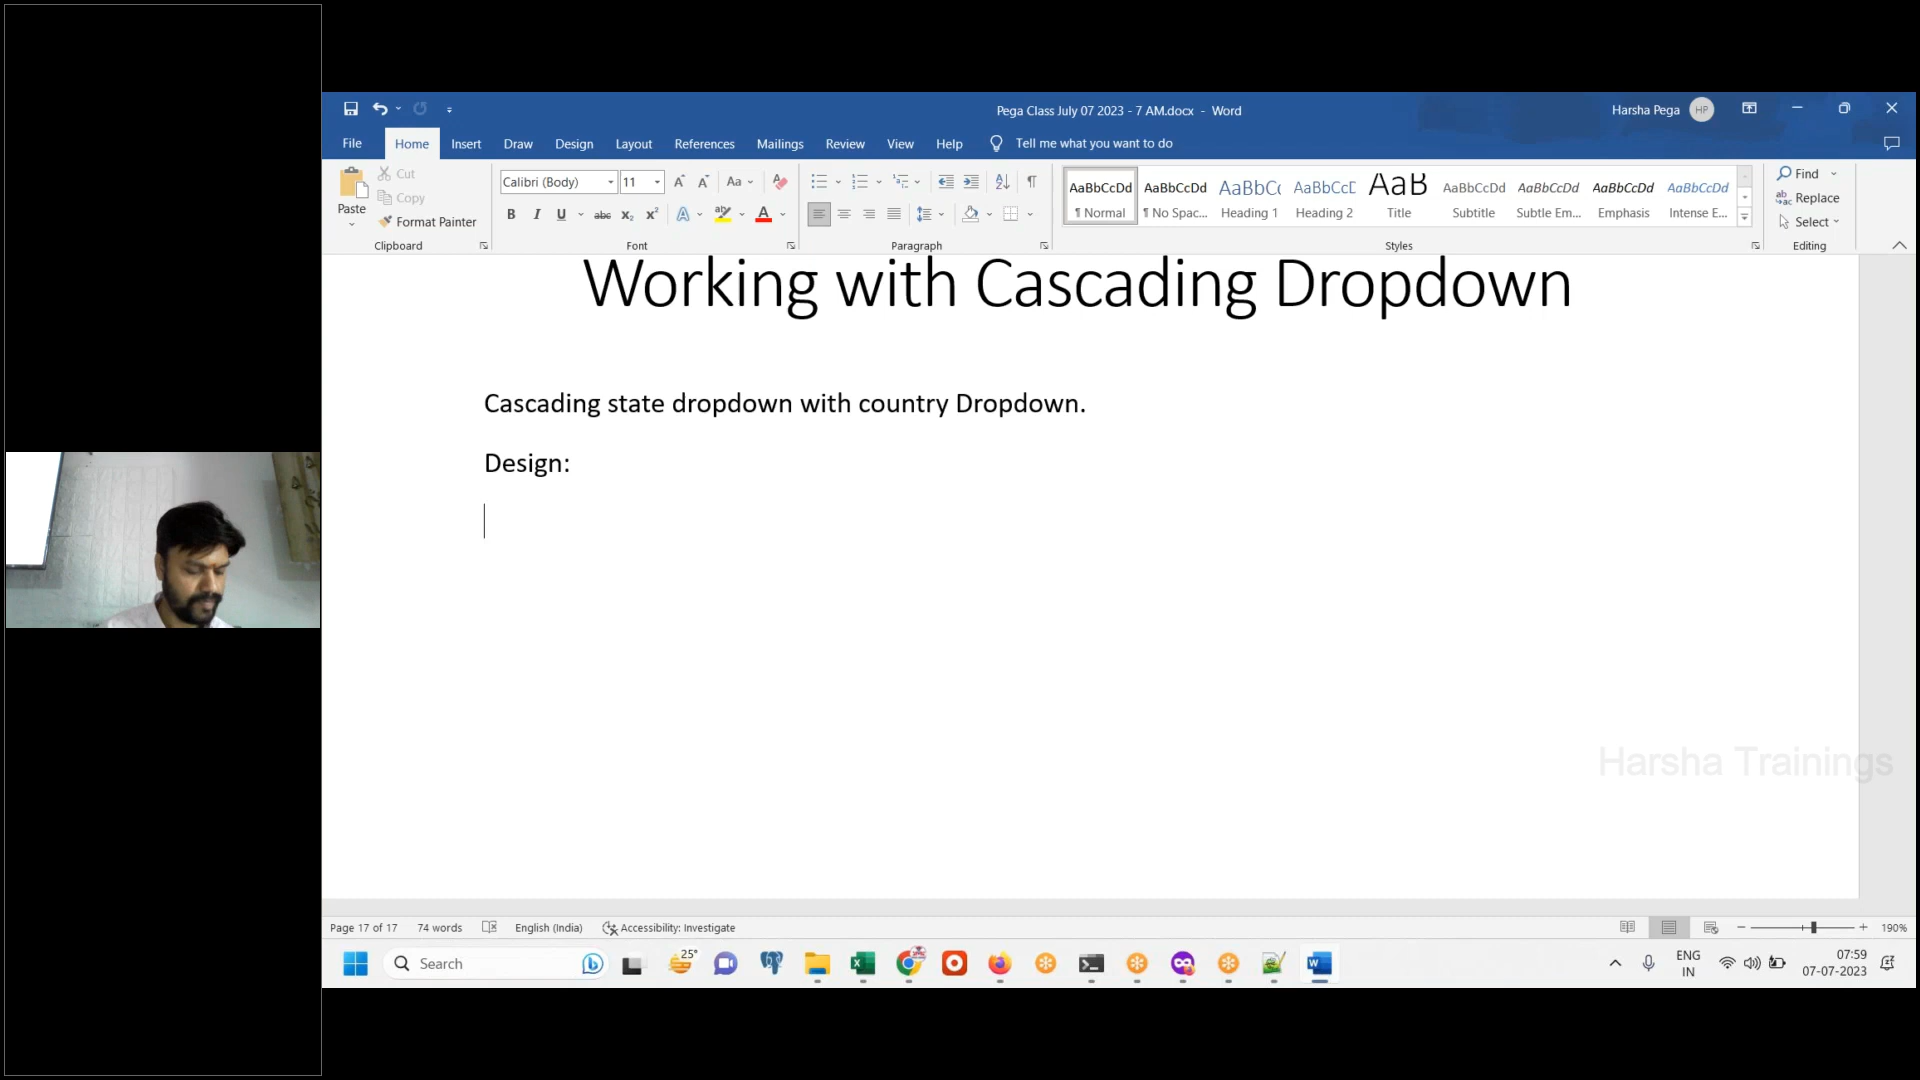 Pega Class July 07 2023 - 7 AM.docx - Word
Harsha Pega
HP
File
Home
Insert
Draw
Design
Layout
References
Mailings
Review
View
Help
Tell me what you want to do
Paste
Cut
Copy
Format Painter
Clipboard
Calibri (Body)
11
Font
Paragraph
AaBbCcDd
¶ Normal
AaBbCcDd
¶ No Spac...
AaBbCc
Heading 1
AaBbCcD
Heading 2
AaB
Title
AaBbCcDd
Subtitle
AaBbCcDd
Subtle Em...
AaBbCcDd
Emphasis
AaBbCcDd
Intense E...
Styles
Find
Replace
Select
Editing
Working with Cascading Dropdown
Cascading state dropdown with country Dropdown.
Design:
Harsha Trainings
Page 17 of 17
74 words
English (India)
Accessibility: Investigate
190%
Search
25°
ENG
IN
07:59
07-07-2023